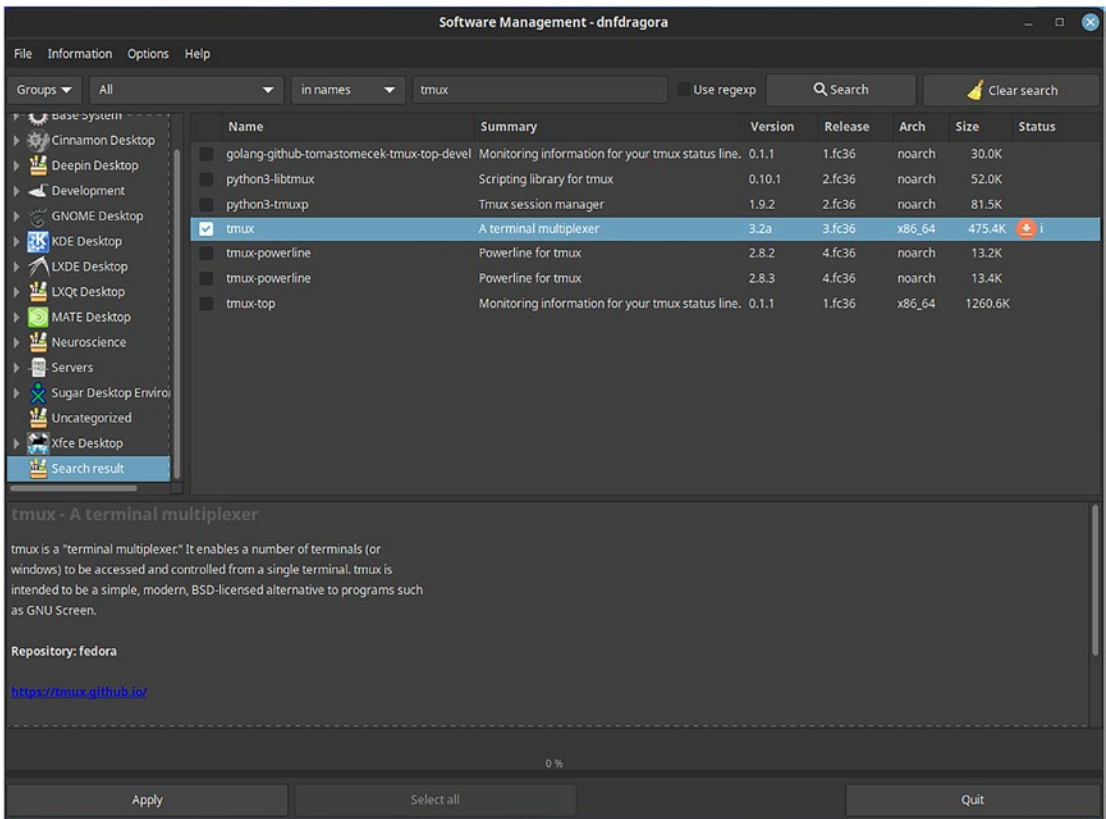 Software Management - dnfdragora
File Information Options Help
Groups All in names tmux Use regexp Search Clear search
Base System
Cinnamon Desktop
Deepin Desktop
Development
GNOME Desktop
KDE Desktop
LXDE Desktop
LXQt Desktop
MATE Desktop
Neuroscience
Servers
Sugar Desktop Enviro
Uncategorized
Xfce Desktop
Search result
Name Summary Version Release Arch Size Status
golang-github-tomastomecek-tmux-top-devel Monitoring information for your tmux status line. 0.1.1 1.fc36 noarch 30.0K
python3-libtmux Scripting library for tmux 0.10.1 2.fc36 noarch 52.0K
python3-tmuxp Tmux session manager 1.9.2 2.fc36 noarch 81.5K
tmux A terminal multiplexer 3.2a 3.fc36 x86_64 475.4K i
tmux-powerline Powerline for tmux 2.8.2 4.fc36 noarch 13.2K
tmux-powerline Powerline for tmux 2.8.3 4.fc36 noarch 13.4K
tmux-top Monitoring information for your tmux status line. 0.1.1 1.fc36 x86_64 1260.6K
tmux - A terminal multiplexer
tmux is a "terminal multiplexer." It enables a number of terminals (or
windows) to be accessed and controlled from a single terminal. tmux is
intended to be a simple, modern, BSD-licensed alternative to programs such
as GNU Screen.
Repository: fedora
https://tmux.github.io/
0 %
Apply Select all Quit